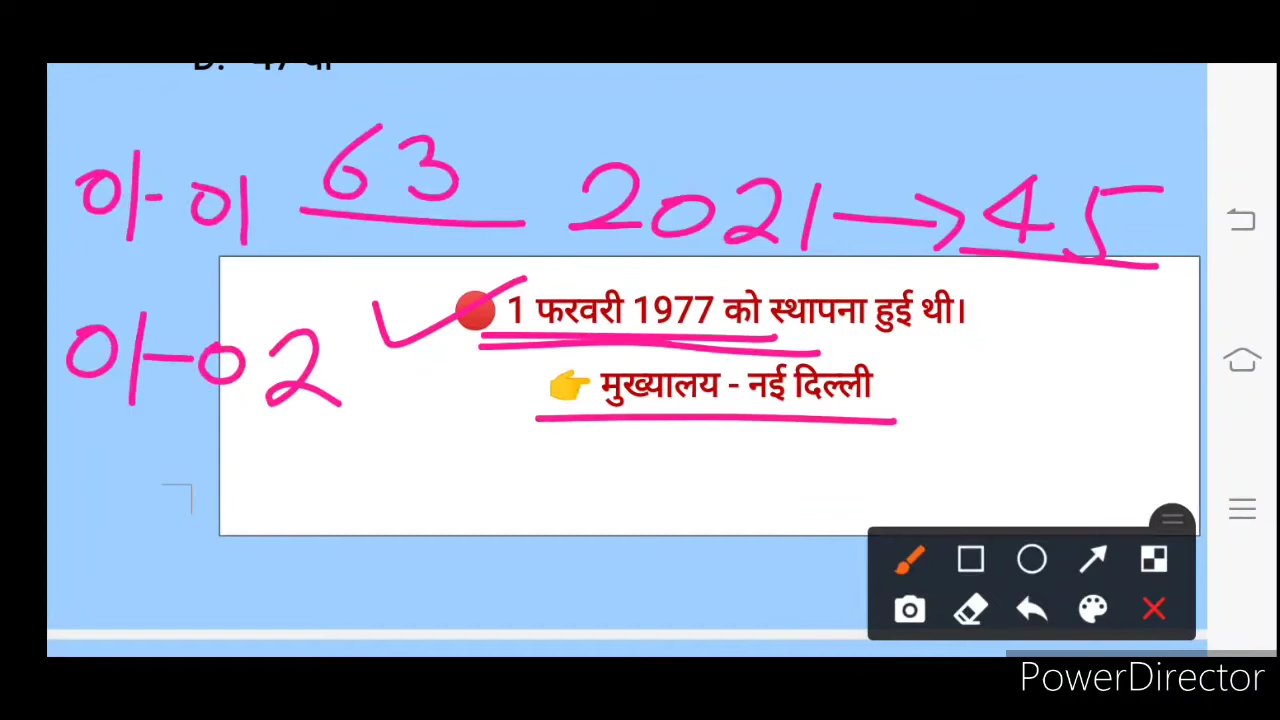 01-01 63 2021 → 45
01-02
1 फरवरी 1977 को स्थापना हुई थी।
👉 मुख्यालय - नई दिल्ली
PowerDirector